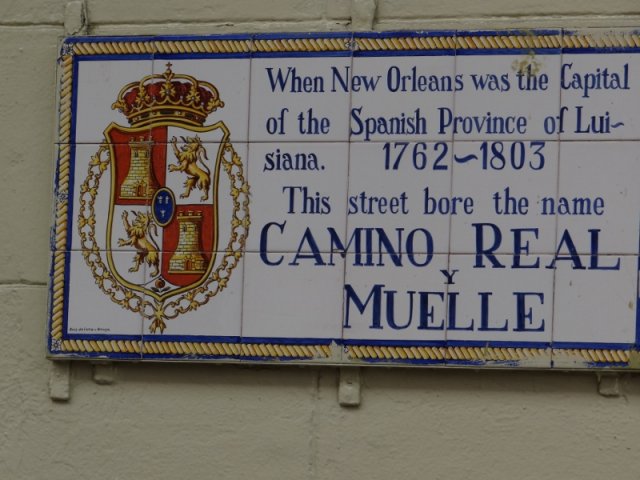 When New Orleans was the Capital
of the Spanish Province of Lui~
siana. 1762~1803
This street bore the name
CAMINO REAL
Y
MUELLE